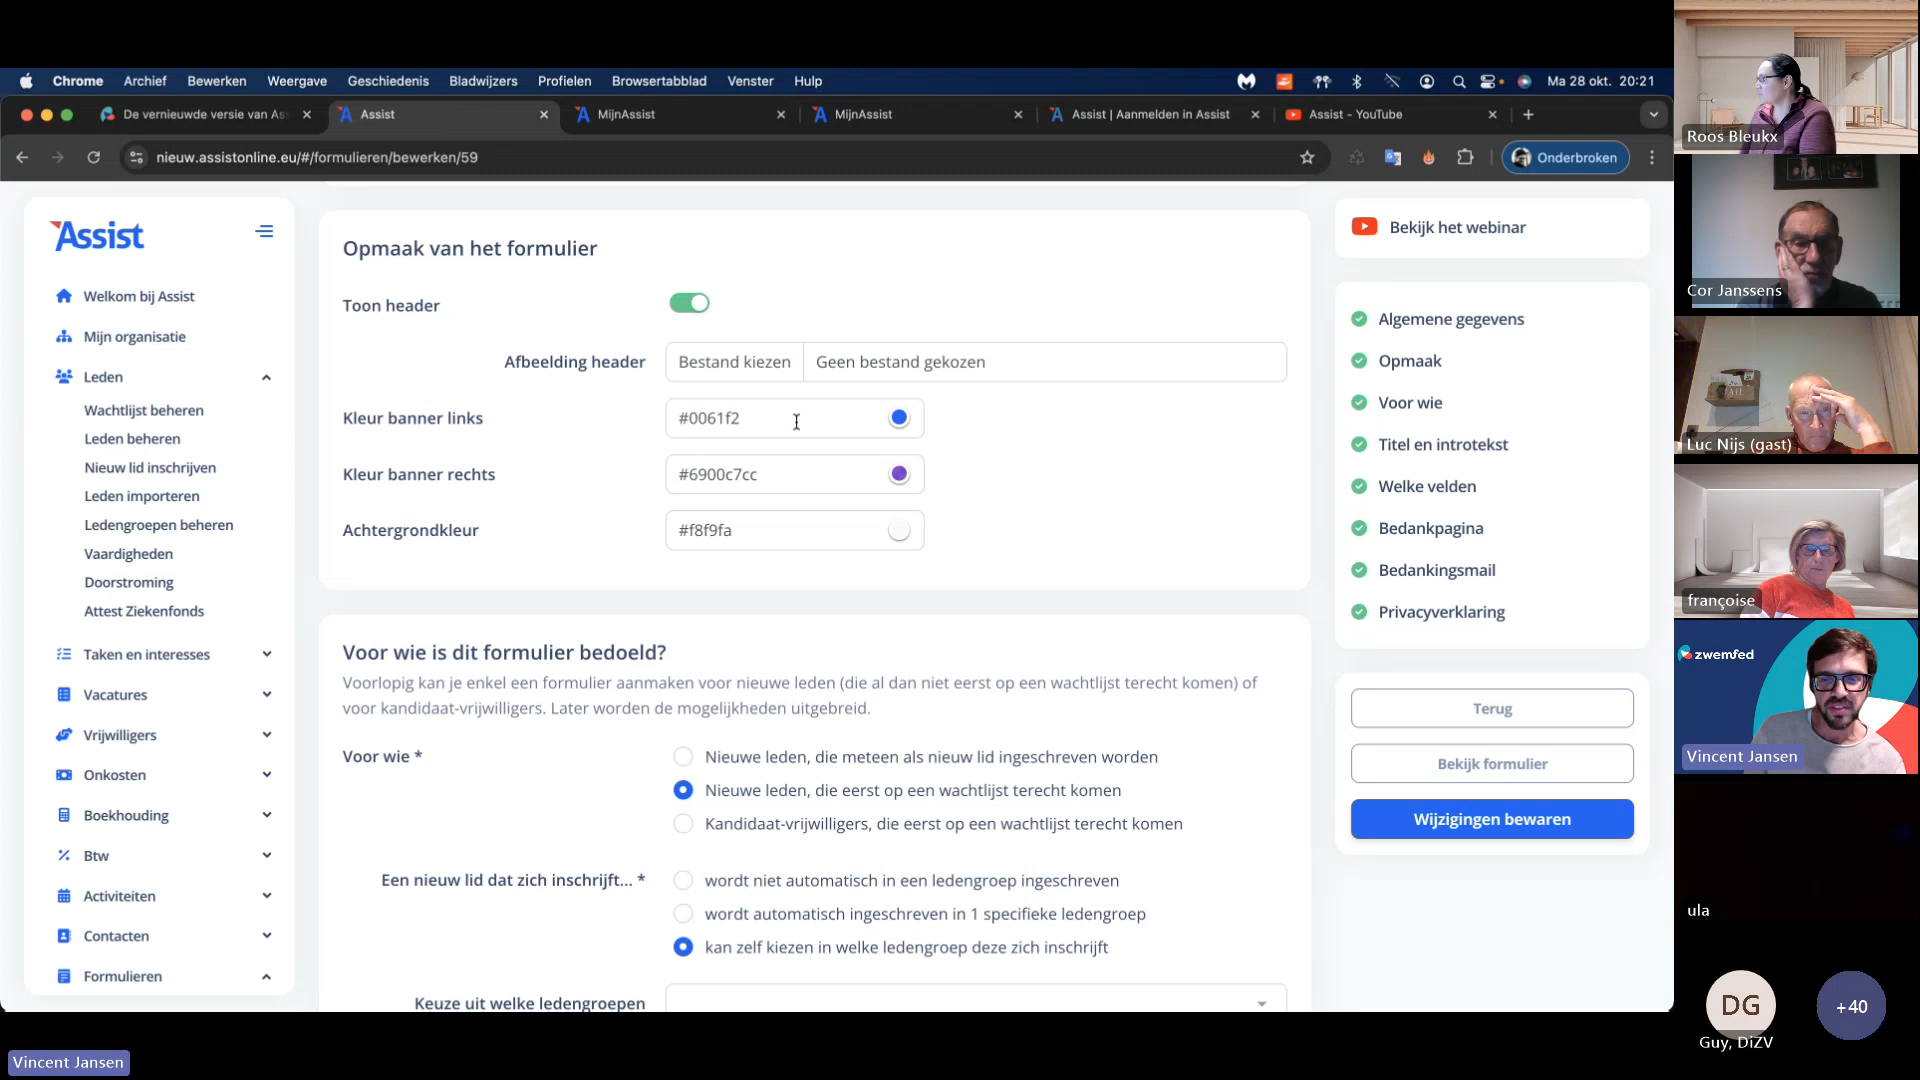 Chrome Archief Bewerken Weergave Geschiedenis Bladwijzers Profielen Browsertabblad Venster Hulp Ma 28 okt. 20:21
De vernieuwde versie van Ass
Assist
MijnAssist
MijnAssist
Assist | Aanmelden in Assist
Assist - YouTube
nieuw.assistonline.eu/#/formulieren/bewerken/59
Onderbroken
Assist
Welkom bij Assist
Mijn organisatie
Leden
Wachtlijst beheren
Leden beheren
Nieuw lid inschrijven
Leden importeren
Ledengroepen beheren
Vaardigheden
Doorstroming
Attest Ziekenfonds
Taken en interesses
Vacatures
Vrijwilligers
Onkosten
Boekhouding
Btw
Activiteiten
Contacten
Formulieren
Opmaak van het formulier
Toon header
Afbeelding header Bestand kiezen Geen bestand gekozen
Kleur banner links #0061f2
Kleur banner rechts #6900c7cc
Achtergrondkleur #f8f9fa
Voor wie is dit formulier bedoeld?
Voorlopig kan je enkel een formulier aanmaken voor nieuwe leden (die al dan niet eerst op een wachtlijst terecht komen) of
voor kandidaat-vrijwilligers. Later worden de mogelijkheden uitgebreid.
Voor wie *
Nieuwe leden, die meteen als nieuw lid ingeschreven worden
Nieuwe leden, die eerst op een wachtlijst terecht komen
Kandidaat-vrijwilligers, die eerst op een wachtlijst terecht komen
Een nieuw lid dat zich inschrijft... *
wordt niet automatisch in een ledengroep ingeschreven
wordt automatisch ingeschreven in 1 specifieke ledengroep
kan zelf kiezen in welke ledengroep deze zich inschrijft
Keuze uit welke ledengroepen
Bekijk het webinar
Algemene gegevens
Opmaak
Voor wie
Titel en introtekst
Welke velden
Bedankpagina
Bedankingsmail
Privacyverklaring
Terug
Bekijk formulier
Wijzigingen bewaren
Roos Bleukx
Cor Janssens
Luc Nijs (gast)
françoise
zwemfed
Vincent Jansen
ula
DG
Guy, DiZV
+40
Vincent Jansen